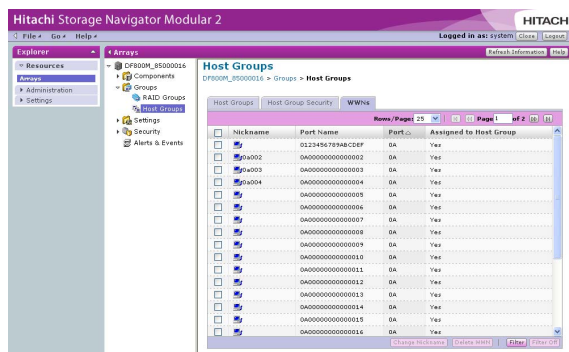 Hitachi Storage Navigator Modular 2
HITACH
File Go Help
Logged in as: system Close Logout
Explorer
Arrays
Refresh Information Help
Resources
Arrays
Administration
Settings
DF800M_85000016
Components
Groups
RAID Groups
Host Groups
Settings
Security
Alerts & Events
Host Groups
DF800M_85000016 > Groups > Host Groups
Host Groups Host Group Security WWNs
Rows/Page: 25 Page 1 of 2
Nickname Port Name Port Assigned to Host Group
0123456789ABCDEF 0A Yes
0a002 0A00000000000002 0A Yes
0a003 0A00000000000003 0A Yes
0a004 0A00000000000004 0A Yes
0A00000000000005 0A Yes
0A00000000000006 0A Yes
0A00000000000007 0A Yes
0A00000000000008 0A Yes
0A00000000000009 0A Yes
0A00000000000010 0A Yes
0A00000000000011 0A Yes
0A00000000000012 0A Yes
0A00000000000013 0A Yes
0A00000000000014 0A Yes
0A00000000000015 0A Yes
0A00000000000016 0A Yes
Change Nickname Delete WWN Filter Filter Off